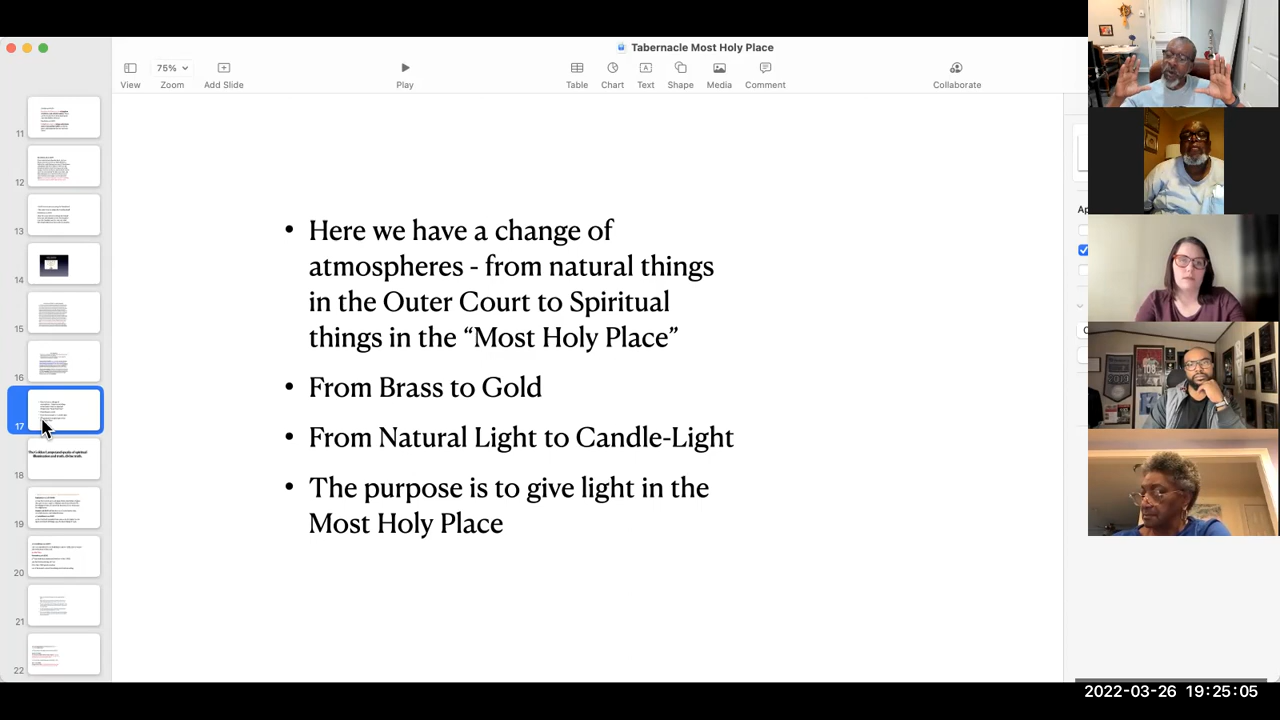 Tabernacle Most Holy Place
75%
View Zoom Add Slide Play Table Chart Text Shape Media Comment Collaborate
11
12
13
14
15
16
17
18
19
20
21
22
• Here we have a change of
atmospheres - from natural things
in the Outer Court to Spiritual
things in the “Most Holy Place”
• From Brass to Gold
• From Natural Light to Candle-Light
• The purpose is to give light in the
Most Holy Place
2022-03-26 19:25:05